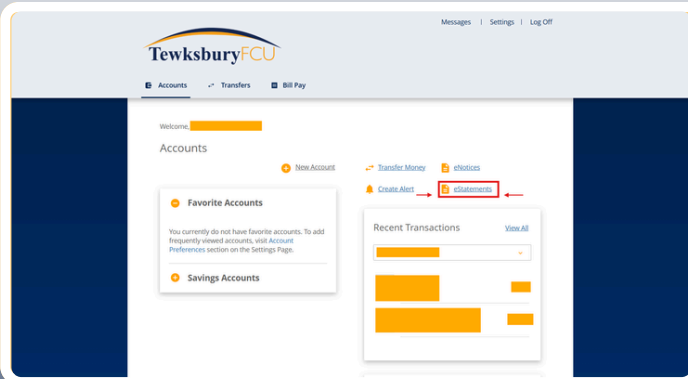 Messages | Settings | Log Off
TewksburyFCU
Accounts
Transfers
Bill Pay
Welcome,
Accounts
New Account
Transfer Money
eNotices
Create Alert
eStatements
Favorite Accounts
You currently do not have favorite accounts. To add
frequently viewed accounts, visit Account
Preferences section on the Settings Page.
Savings Accounts
Recent Transactions
View All